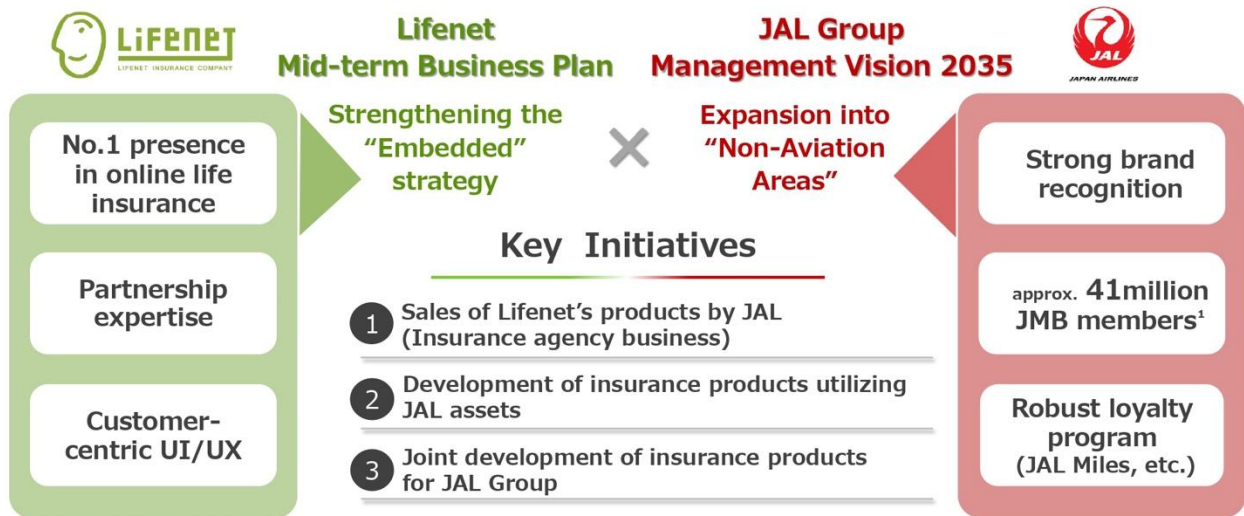 LIFENET
LIFENET INSURANCE COMPANY
Lifenet
Mid-term Business Plan
JAL Group
Management Vision 2035
JAL
JAPAN AIRLINES
No.1 presence
in online life
insurance
Partnership
expertise
Customer-
centric UI/UX
Strengthening the
“Embedded”
strategy
×
Expansion into
“Non-Aviation
Areas”
Strong brand
recognition
approx. 41million
JMB members¹
Robust loyalty
program
(JAL Miles, etc.)
Key Initiatives
1 Sales of Lifenet’s products by JAL
(Insurance agency business)
2 Development of insurance products utilizing
JAL assets
3 Joint development of insurance products
for JAL Group